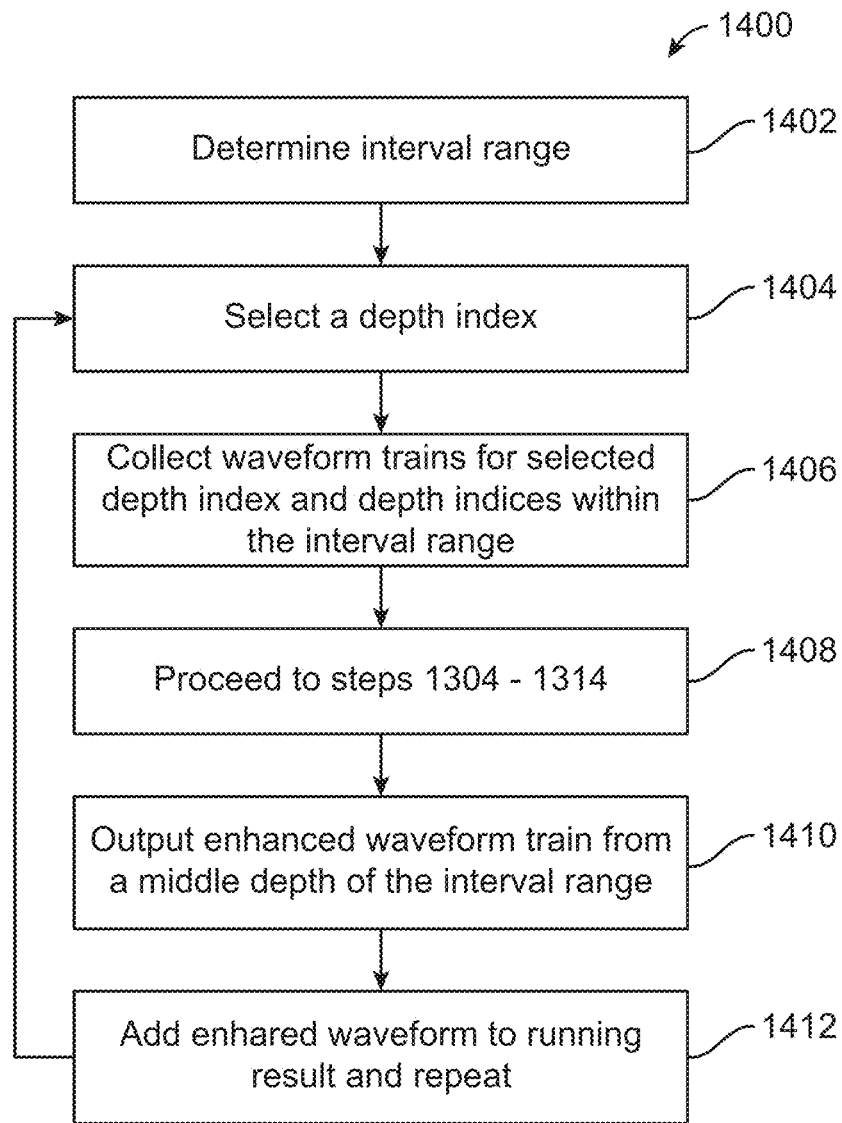 1400
Determine interval range
1402
Select a depth index
1404
Collect waveform trains for selected
depth index and depth indices within
the interval range
1406
Proceed to steps 1304 - 1314
1408
Output enhanced waveform train from
a middle depth of the interval range
1410
Add enhared waveform to running
result and repeat
1412